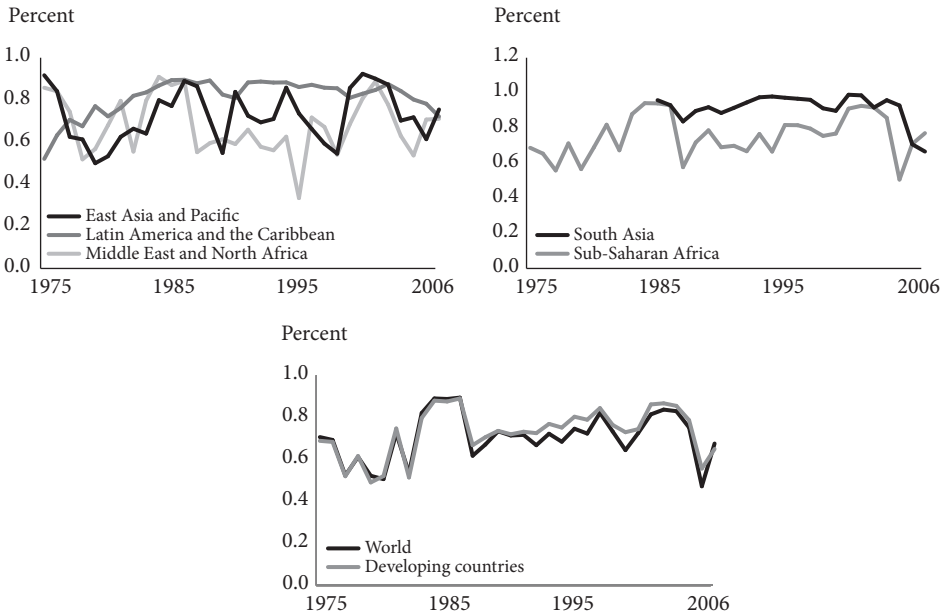 Percent
1.0
0.8
0.6
0.4
0.2
0.0
East Asia and Pacific
Latin America and the Caribbean
Middle East and North Africa
1975 1985 1995 2006
Percent
1.2
1.0
0.8
0.6
0.4
0.2
0.0
South Asia
Sub-Saharan Africa
1975 1985 1995 2006
Percent
1.0
0.8
0.6
0.4
0.2
0.0
World
Developing countries
1975 1985 1995 2006